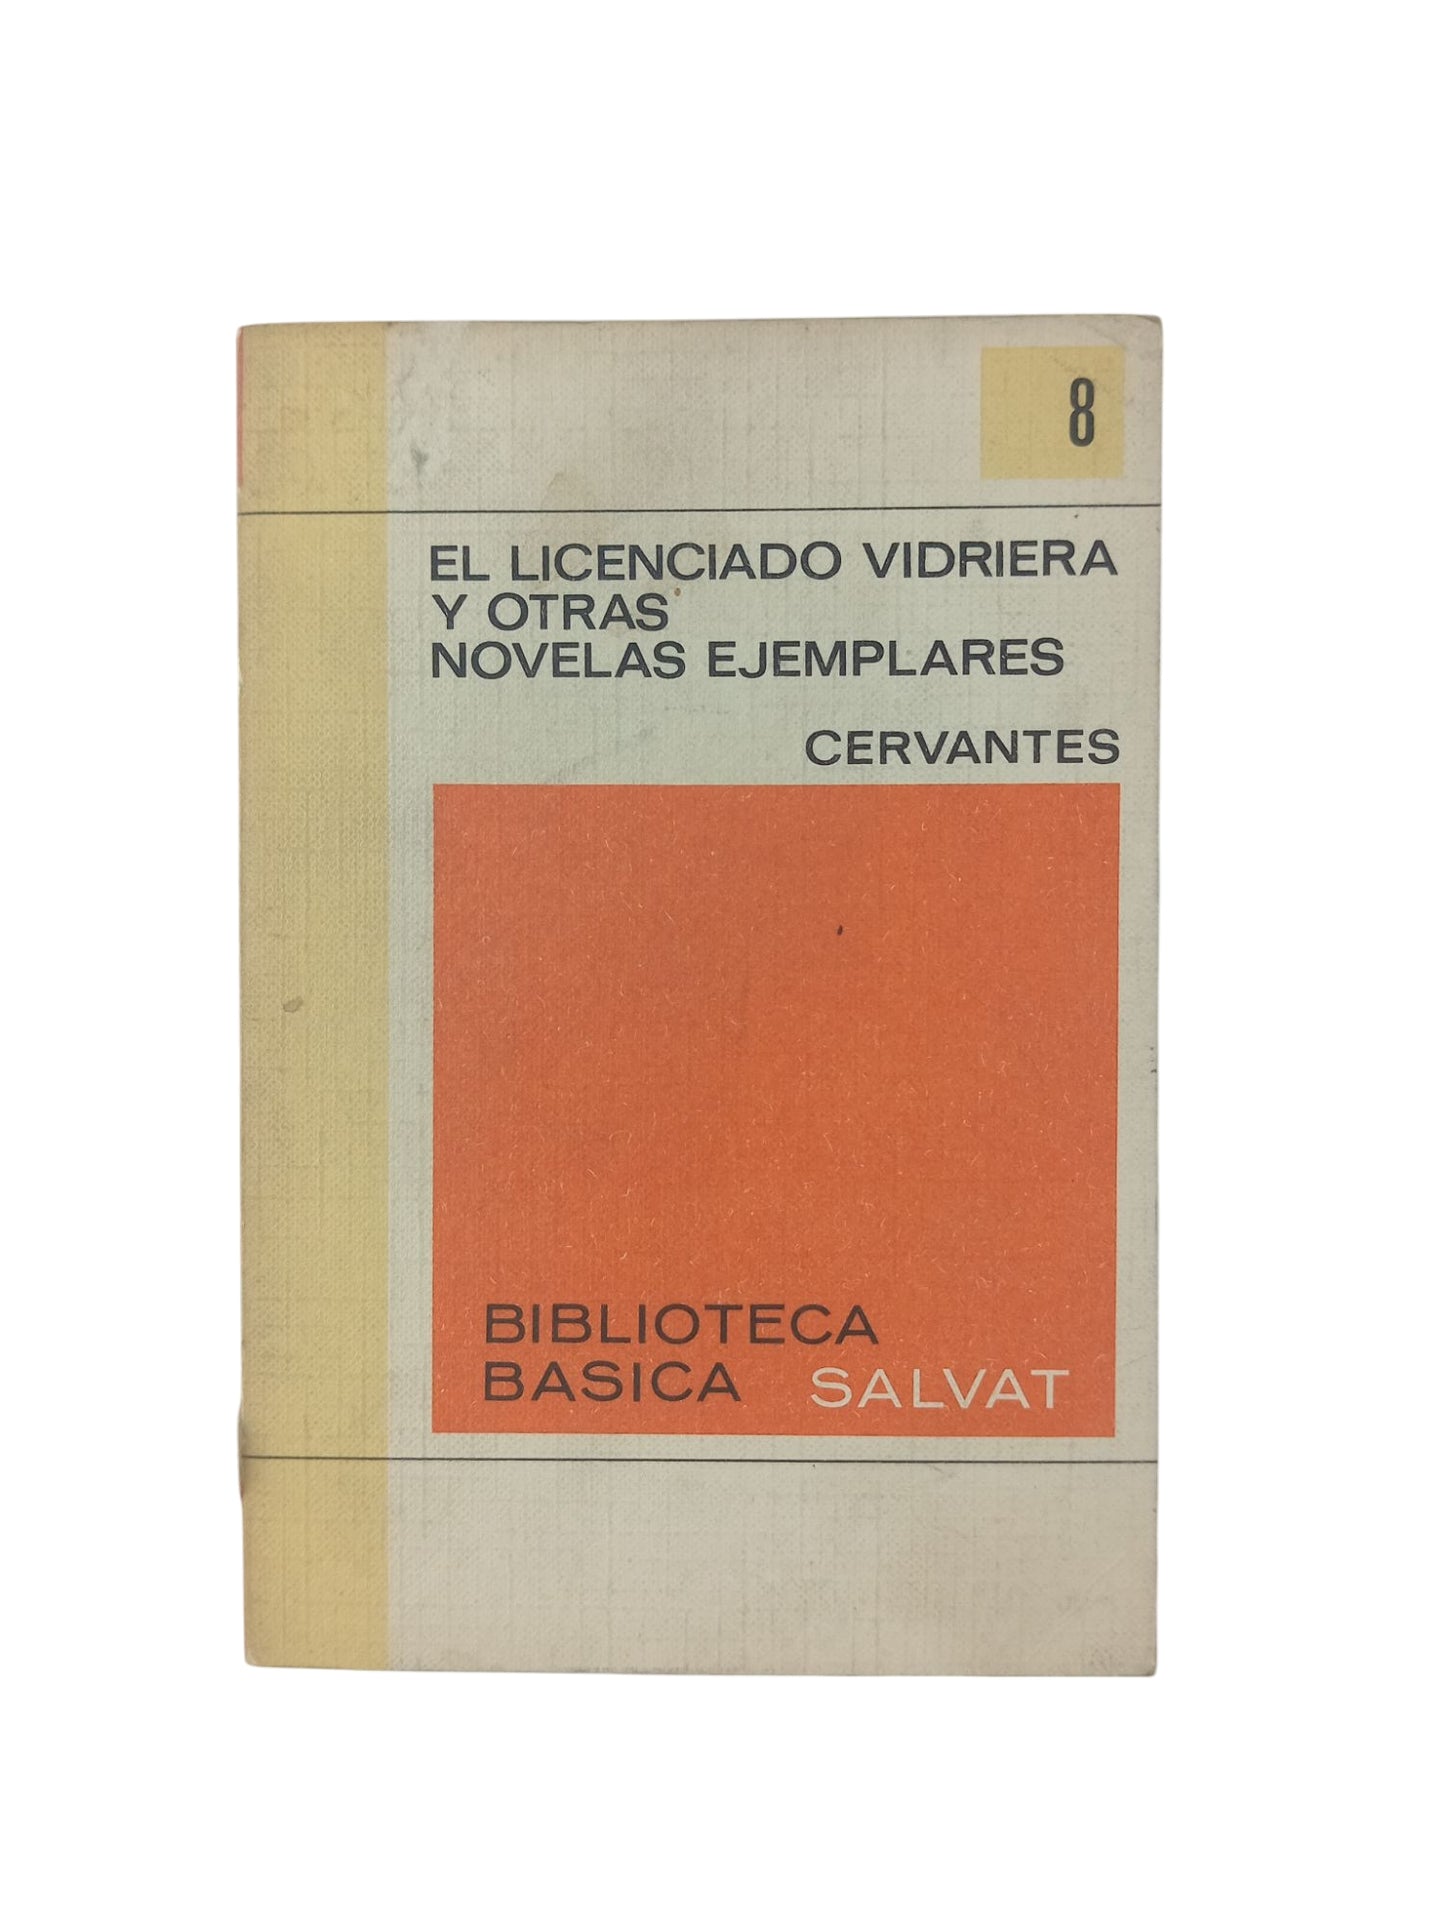 8
EL LICENCIADO VIDRIERA
Y OTRAS
NOVELAS EJEMPLARES
CERVANTES
BIBLIOTECA
BASICA SALVAT